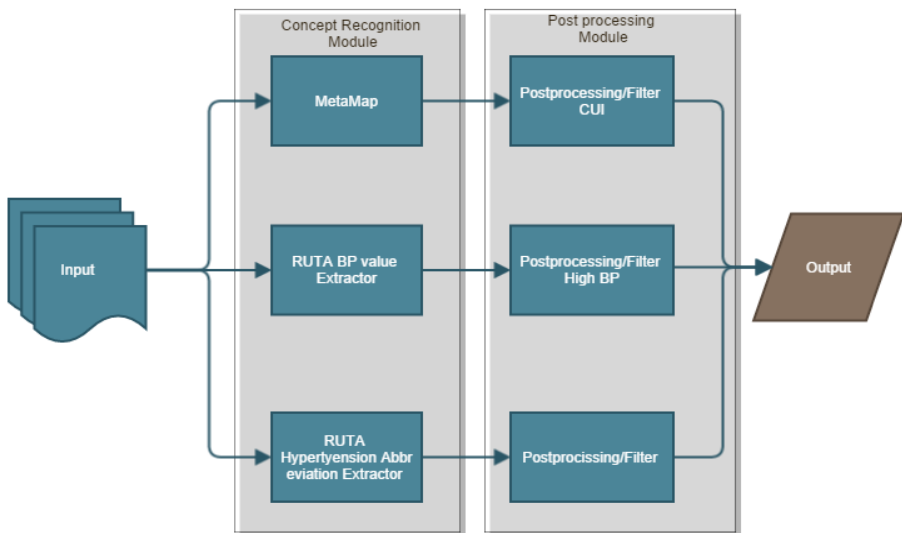 Concept Recognition
Module
Post processing
Module
MetaMap
Postprocessing/Filter
CUI
Input
RUTA BP value
Extractor
Postprocessing/Filter
High BP
Output
RUTA
Hypertyension Abbr
eviation Extractor
Postprocissing/Filter